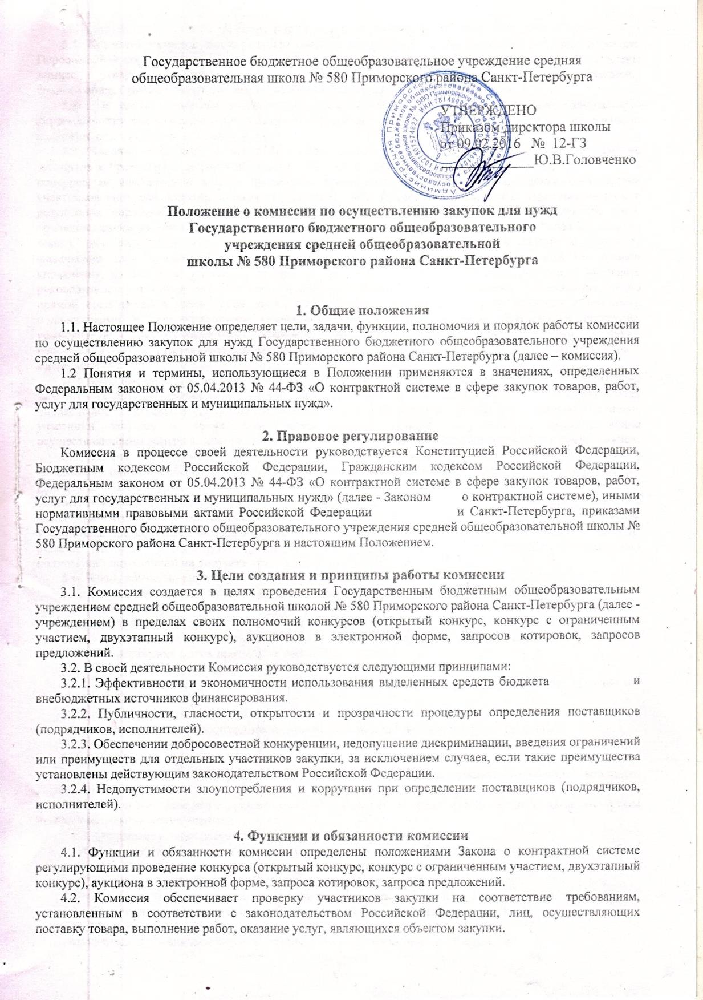 Государственное бюджетное общеобразовательное учреждение средняя
общеобразовательная школа № 580 Приморского района Санкт-Петербурга
УТВЕРЖДЕНО
Приказом директора школы
от 09.02.2016 № 12-ГЗ
Ю.В.Головченко
Положение о комиссии по осуществлению закупок для нужд
Государственного бюджетного общеобразовательного
учреждения средней общеобразовательной
школы № 580 Приморского района Санкт-Петербурга
1. Общие положения
1.1. Настоящее Положение определяет цели, задачи, функции, полномочия и порядок работы комиссии
по осуществлению закупок для нужд Государственного бюджетного общеобразовательного учреждения
средней общеобразовательной школы № 580 Приморского района Санкт-Петербурга (далее – комиссия).
1.2 Понятия и термины, использующиеся в Положении применяются в значениях, определенных
Федеральным законом от 05.04.2013 № 44-ФЗ «О контрактной системе в сфере закупок товаров, работ,
услуг для государственных и муниципальных нужд».
2. Правовое регулирование
Комиссия в процессе своей деятельности руководствуется Конституцией Российской Федерации,
Бюджетным кодексом Российской Федерации, Гражданским кодексом Российской Федерации,
Федеральным законом от 05.04.2013 № 44-ФЗ «О контрактной системе в сфере закупок товаров, работ,
услуг для государственных и муниципальных нужд» (далее - Законом о контрактной системе), иными
нормативными правовыми актами Российской Федерации и Санкт-Петербурга, приказами
Государственного бюджетного общеобразовательного учреждения средней общеобразовательной школы №
580 Приморского района Санкт-Петербурга и настоящим Положением.
3. Цели создания и принципы работы комиссии
3.1. Комиссия создается в целях проведения Государственным бюджетным общеобразовательным
учреждением средней общеобразовательной школой № 580 Приморского района Санкт-Петербурга (далее -
учреждением) в пределах своих полномочий конкурсов (открытый конкурс, конкурс с ограниченным
участием, двухэтапный конкурс), аукционов в электронной форме, запросов котировок, запросов
предложений.
3.2. В своей деятельности Комиссия руководствуется следующими принципами:
3.2.1. Эффективности и экономичности использования выделенных средств бюджета и
внебюджетных источников финансирования.
3.2.2. Публичности, гласности, открытости и прозрачности процедуры определения поставщиков
(подрядчиков, исполнителей).
3.2.3. Обеспечении добросовестной конкуренции, недопущение дискриминации, введения ограничений
или преимуществ для отдельных участников закупки, за исключением случаев, если такие преимущества
установлены действующим законодательством Российской Федерации.
3.2.4. Недопустимости злоупотребления и коррупции при определении поставщиков (подрядчиков,
исполнителей).
4. Функции и обязанности комиссии
4.1. Функции и обязанности комиссии определены положениями Закона о контрактной системе
регулирующими проведение конкурса (открытый конкурс, конкурс с ограниченным участием, двухэтапный
конкурс), аукциона в электронной форме, запроса котировок, запроса предложений.
4.2. Комиссия обеспечивает проверку участников закупки на соответствие требованиям,
установленным в соответствии с законодательством Российской Федерации, лиц, осуществляющих
поставку товара, выполнение работ, оказание услуг, являющихся объектом закупки.